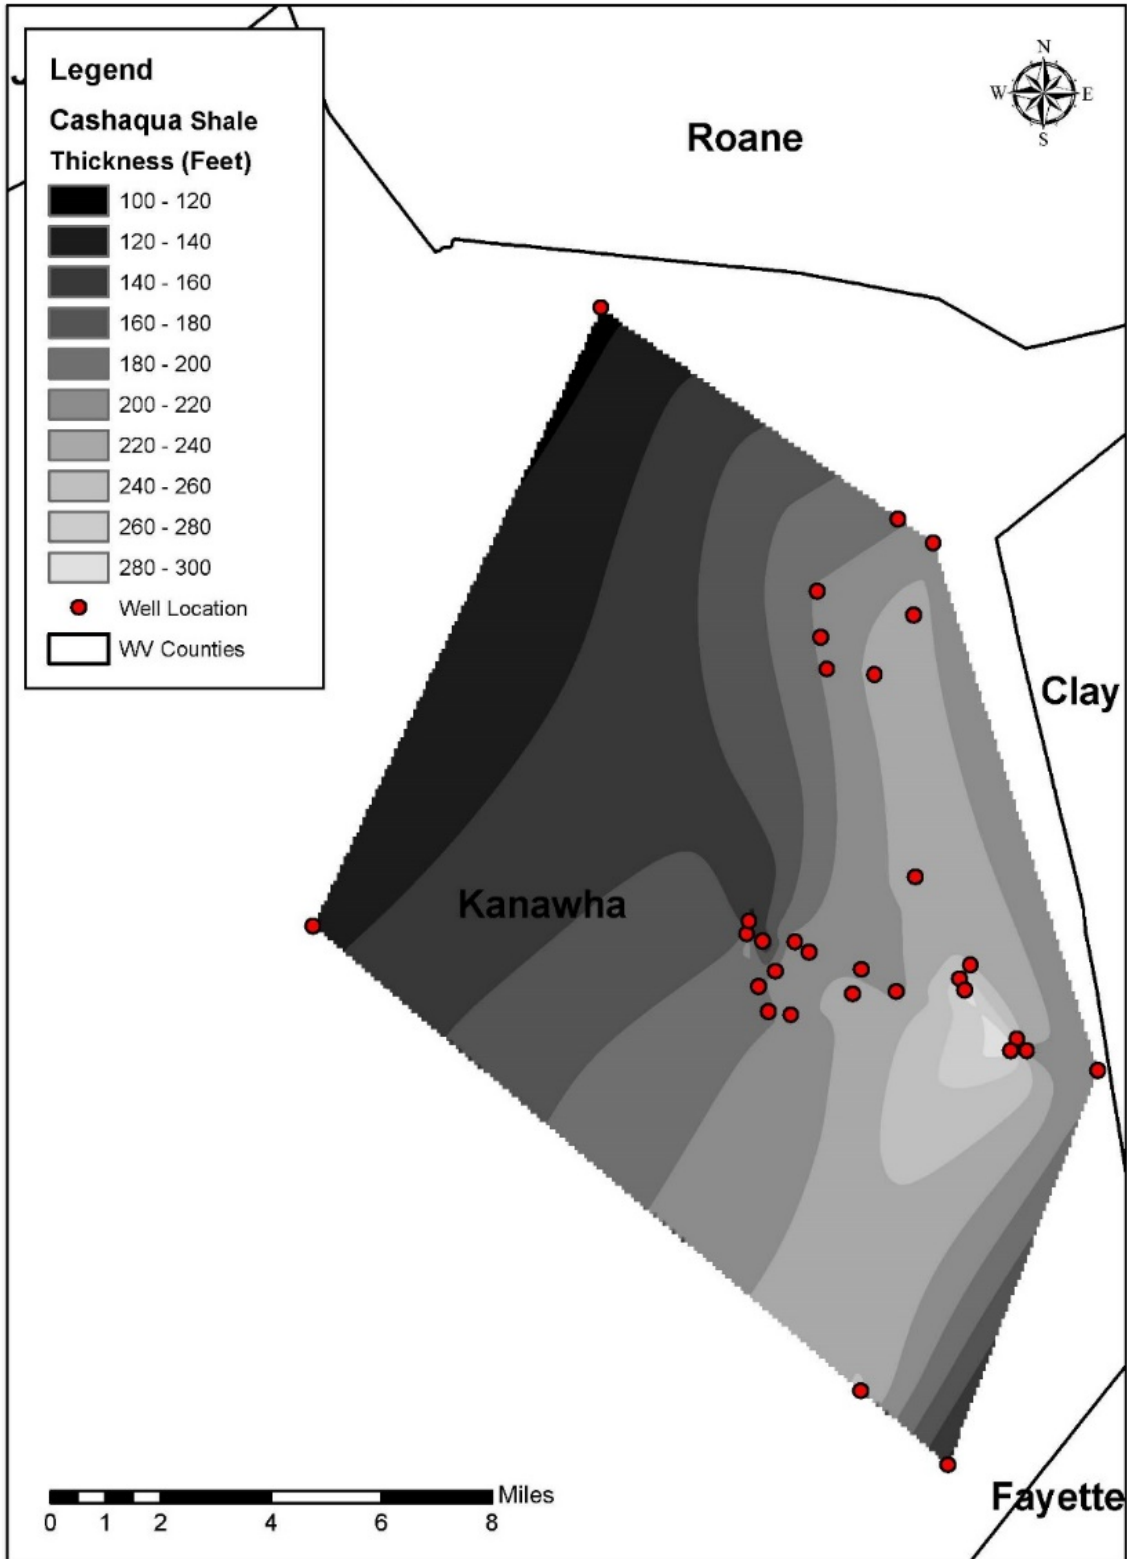 Legend
Cashaqua Shale
Thickness (Feet)
100 - 120
120 - 140
140 - 160
160 - 180
180 - 200
200 - 220
220 - 240
240 - 260
260 - 280
280 - 300
Well Location
WV Counties
N
W E
S
Roane
Clay
Kanawha
Fayette
Miles
0 1 2 4 6 8